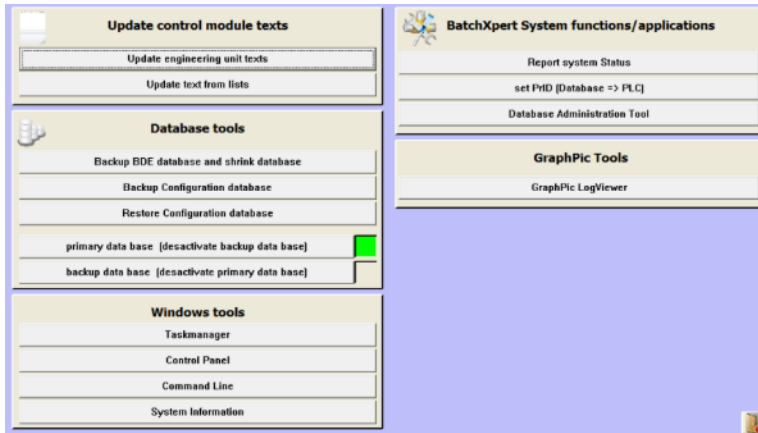 Update control module texts
Update engineering unit texts
Update text from lists
Database tools
Backup BDE database and shrink database
Backup Configuration database
Restore Configuration database
primary data base (desactivate backup data base)
backup data base (desactivate primary data base)
Windows tools
Taskmanager
Control Panel
Command Line
System Information
BatchXpert System functions/applications
Report system Status
set PrID (Database => PLC)
Database Administration Tool
GraphPic Tools
GraphPic LogViewer